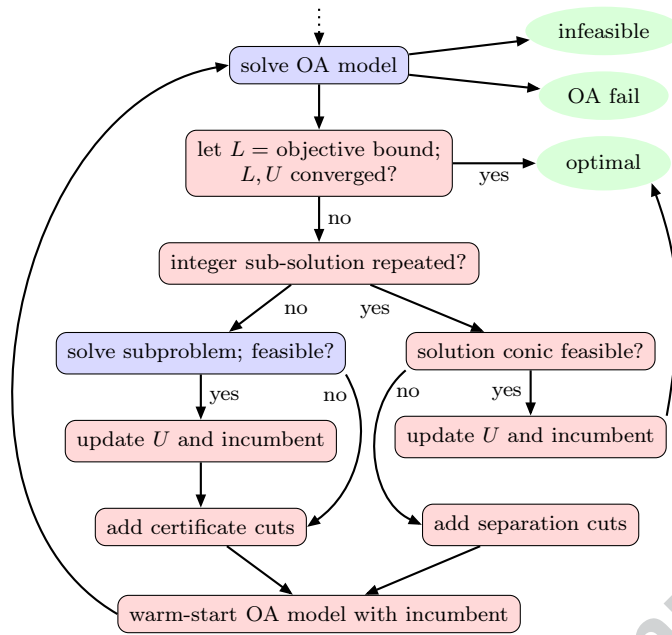 infeasible
solve OA model
OA fail
let L = objective bound;
L, U converged?
yes
optimal
no
integer sub-solution repeated?
no
yes
solve subproblem; feasible?
solution conic feasible?
yes
no
no
yes
update U and incumbent
update U and incumbent
add certificate cuts
add separation cuts
warm-start OA model with incumbent